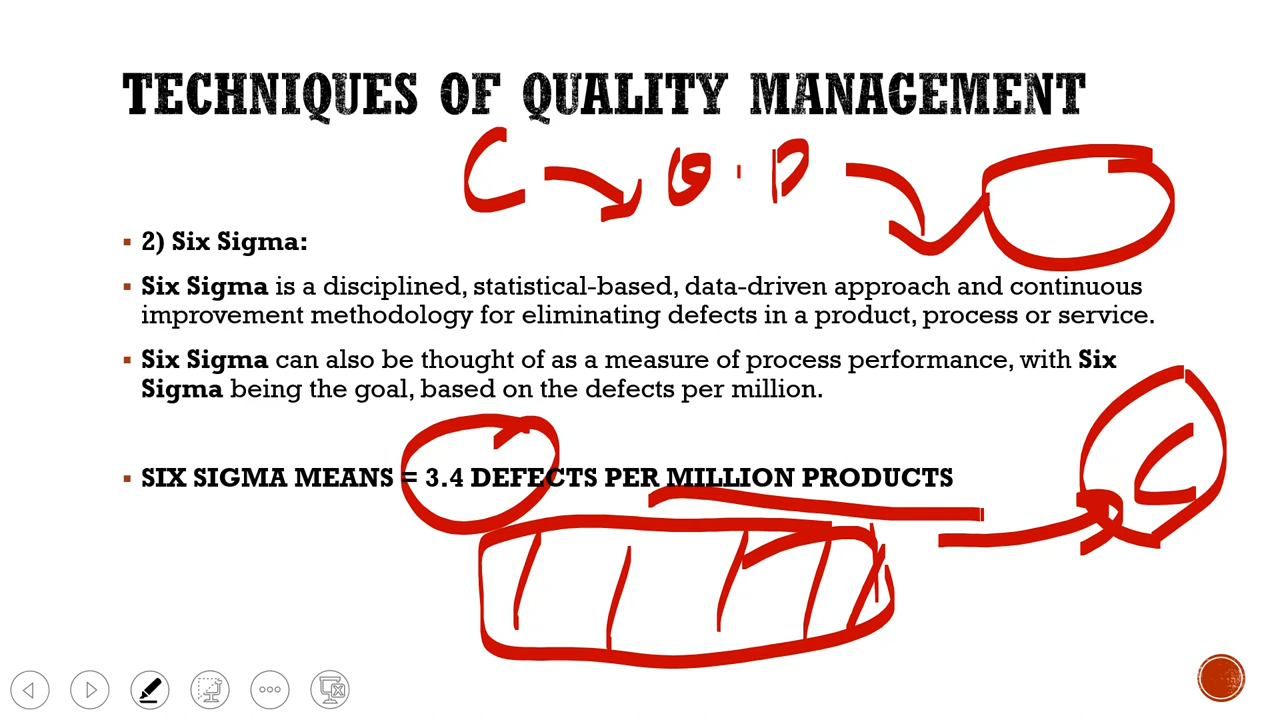 TECHNIQUES OF QUALITY MANAGEMENT
2) Six Sigma:
Six Sigma is a disciplined, statistical-based, data-driven approach and continuous
improvement methodology for eliminating defects in a product, process or service.
Six Sigma can also be thought of as a measure of process performance, with Six
Sigma being the goal, based on the defects per million.
SIX SIGMA MEANS = 3.4 DEFECTS PER MILLION PRODUCTS